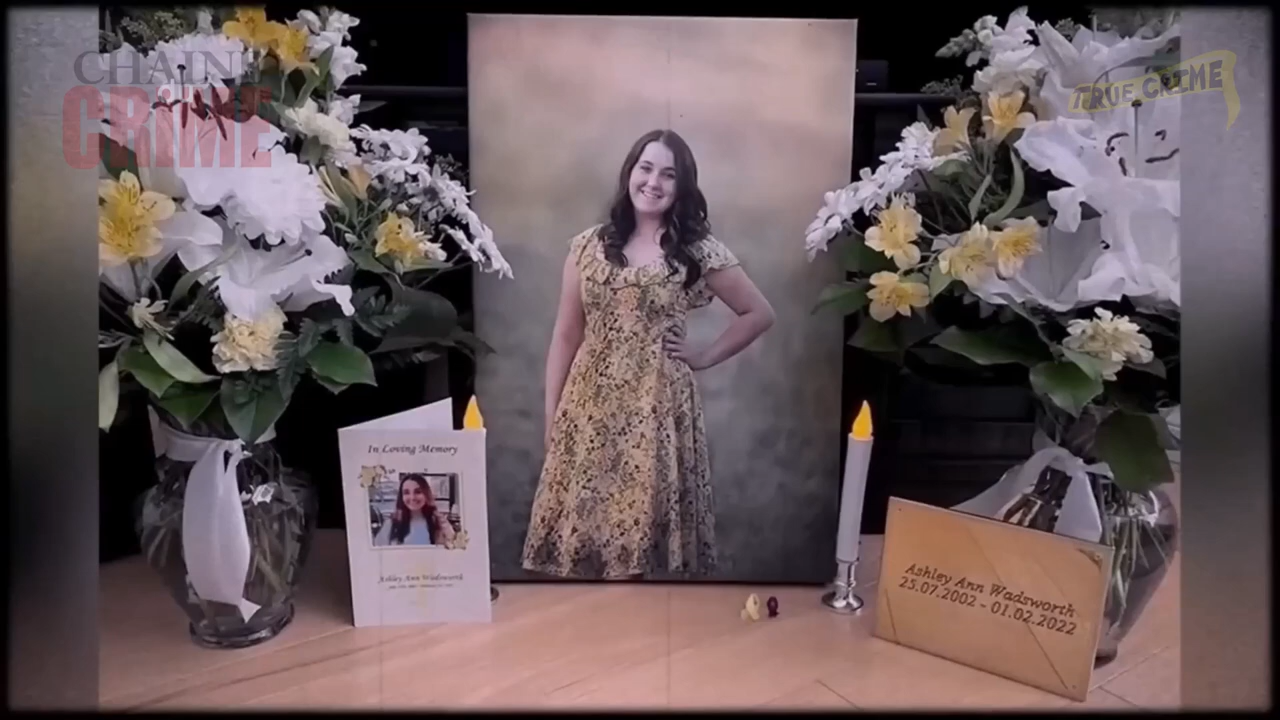 CHAIN
CRIME
TRUE CRIME
In Loving Memory
Ashley Ann Wadsworth
Ashley Ann Wadsworth
25.07.2002 - 01.02.2022